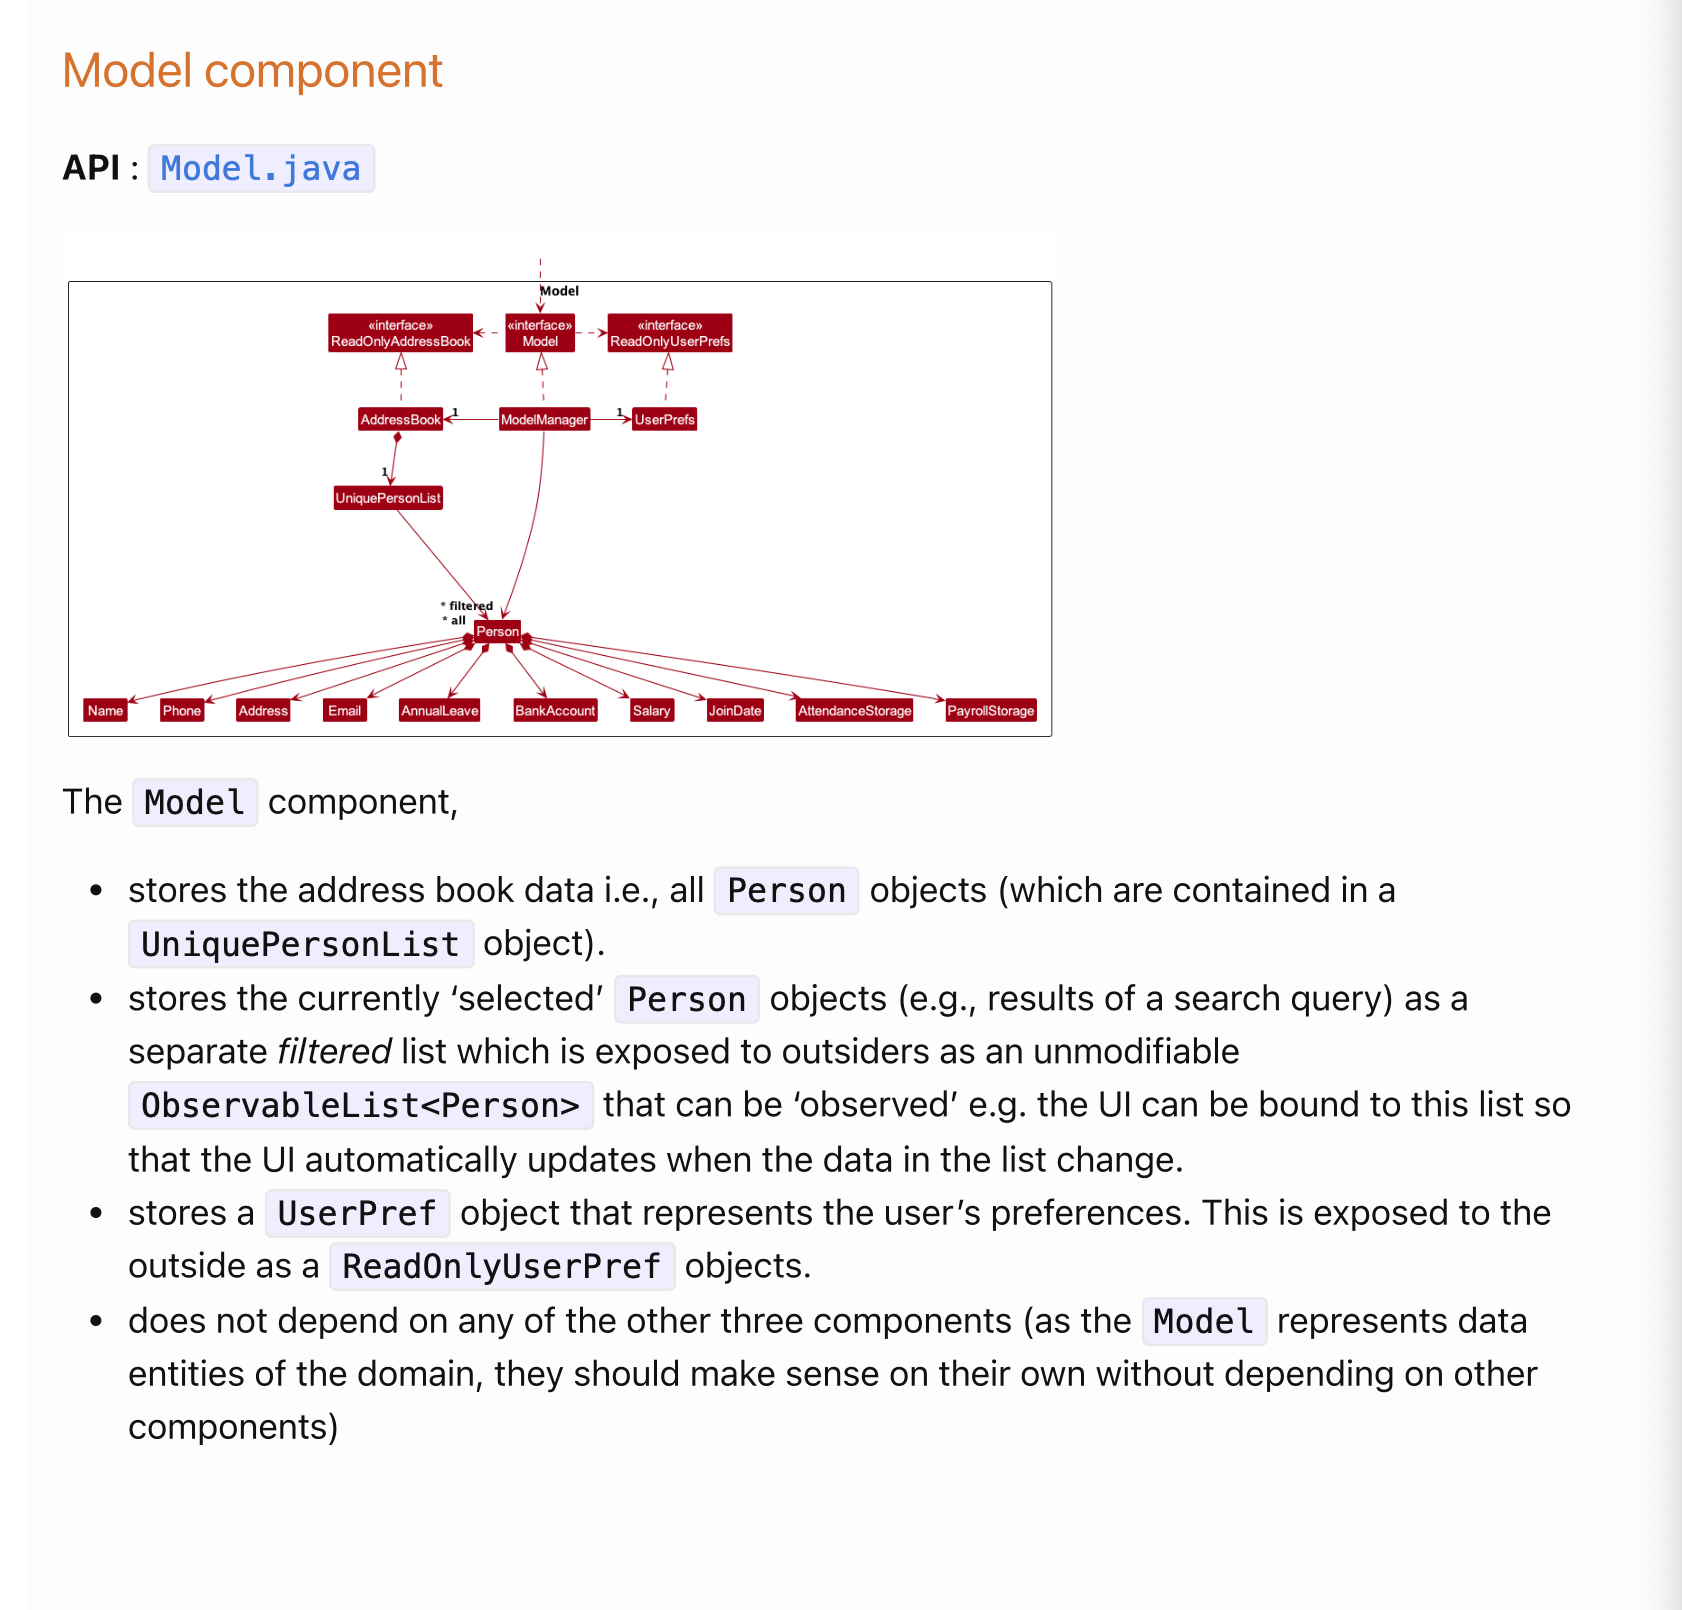 Model component
API : Model.java
Model
«interface» «interface» «interface»
ReadOnlyAddressBook Model ReadOnlyUserPrefs
AddressBook 1 ModelManager 1 UserPrefs
1
UniquePersonList
* filtered
* all
Person
Name Phone Address Email AnnualLeave BankAccount Salary JoinDate AttendanceStorage PayrollStorage
The Model component,
• stores the address book data i.e., all Person objects (which are contained in a
UniquePersonList object).
• stores the currently ‘selected’ Person objects (e.g., results of a search query) as a
separate filtered list which is exposed to outsiders as an unmodifiable
ObservableList<Person> that can be ‘observed’ e.g. the UI can be bound to this list so
that the UI automatically updates when the data in the list change.
• stores a UserPref object that represents the user’s preferences. This is exposed to the
outside as a ReadOnlyUserPref objects.
• does not depend on any of the other three components (as the Model represents data
entities of the domain, they should make sense on their own without depending on other
components)